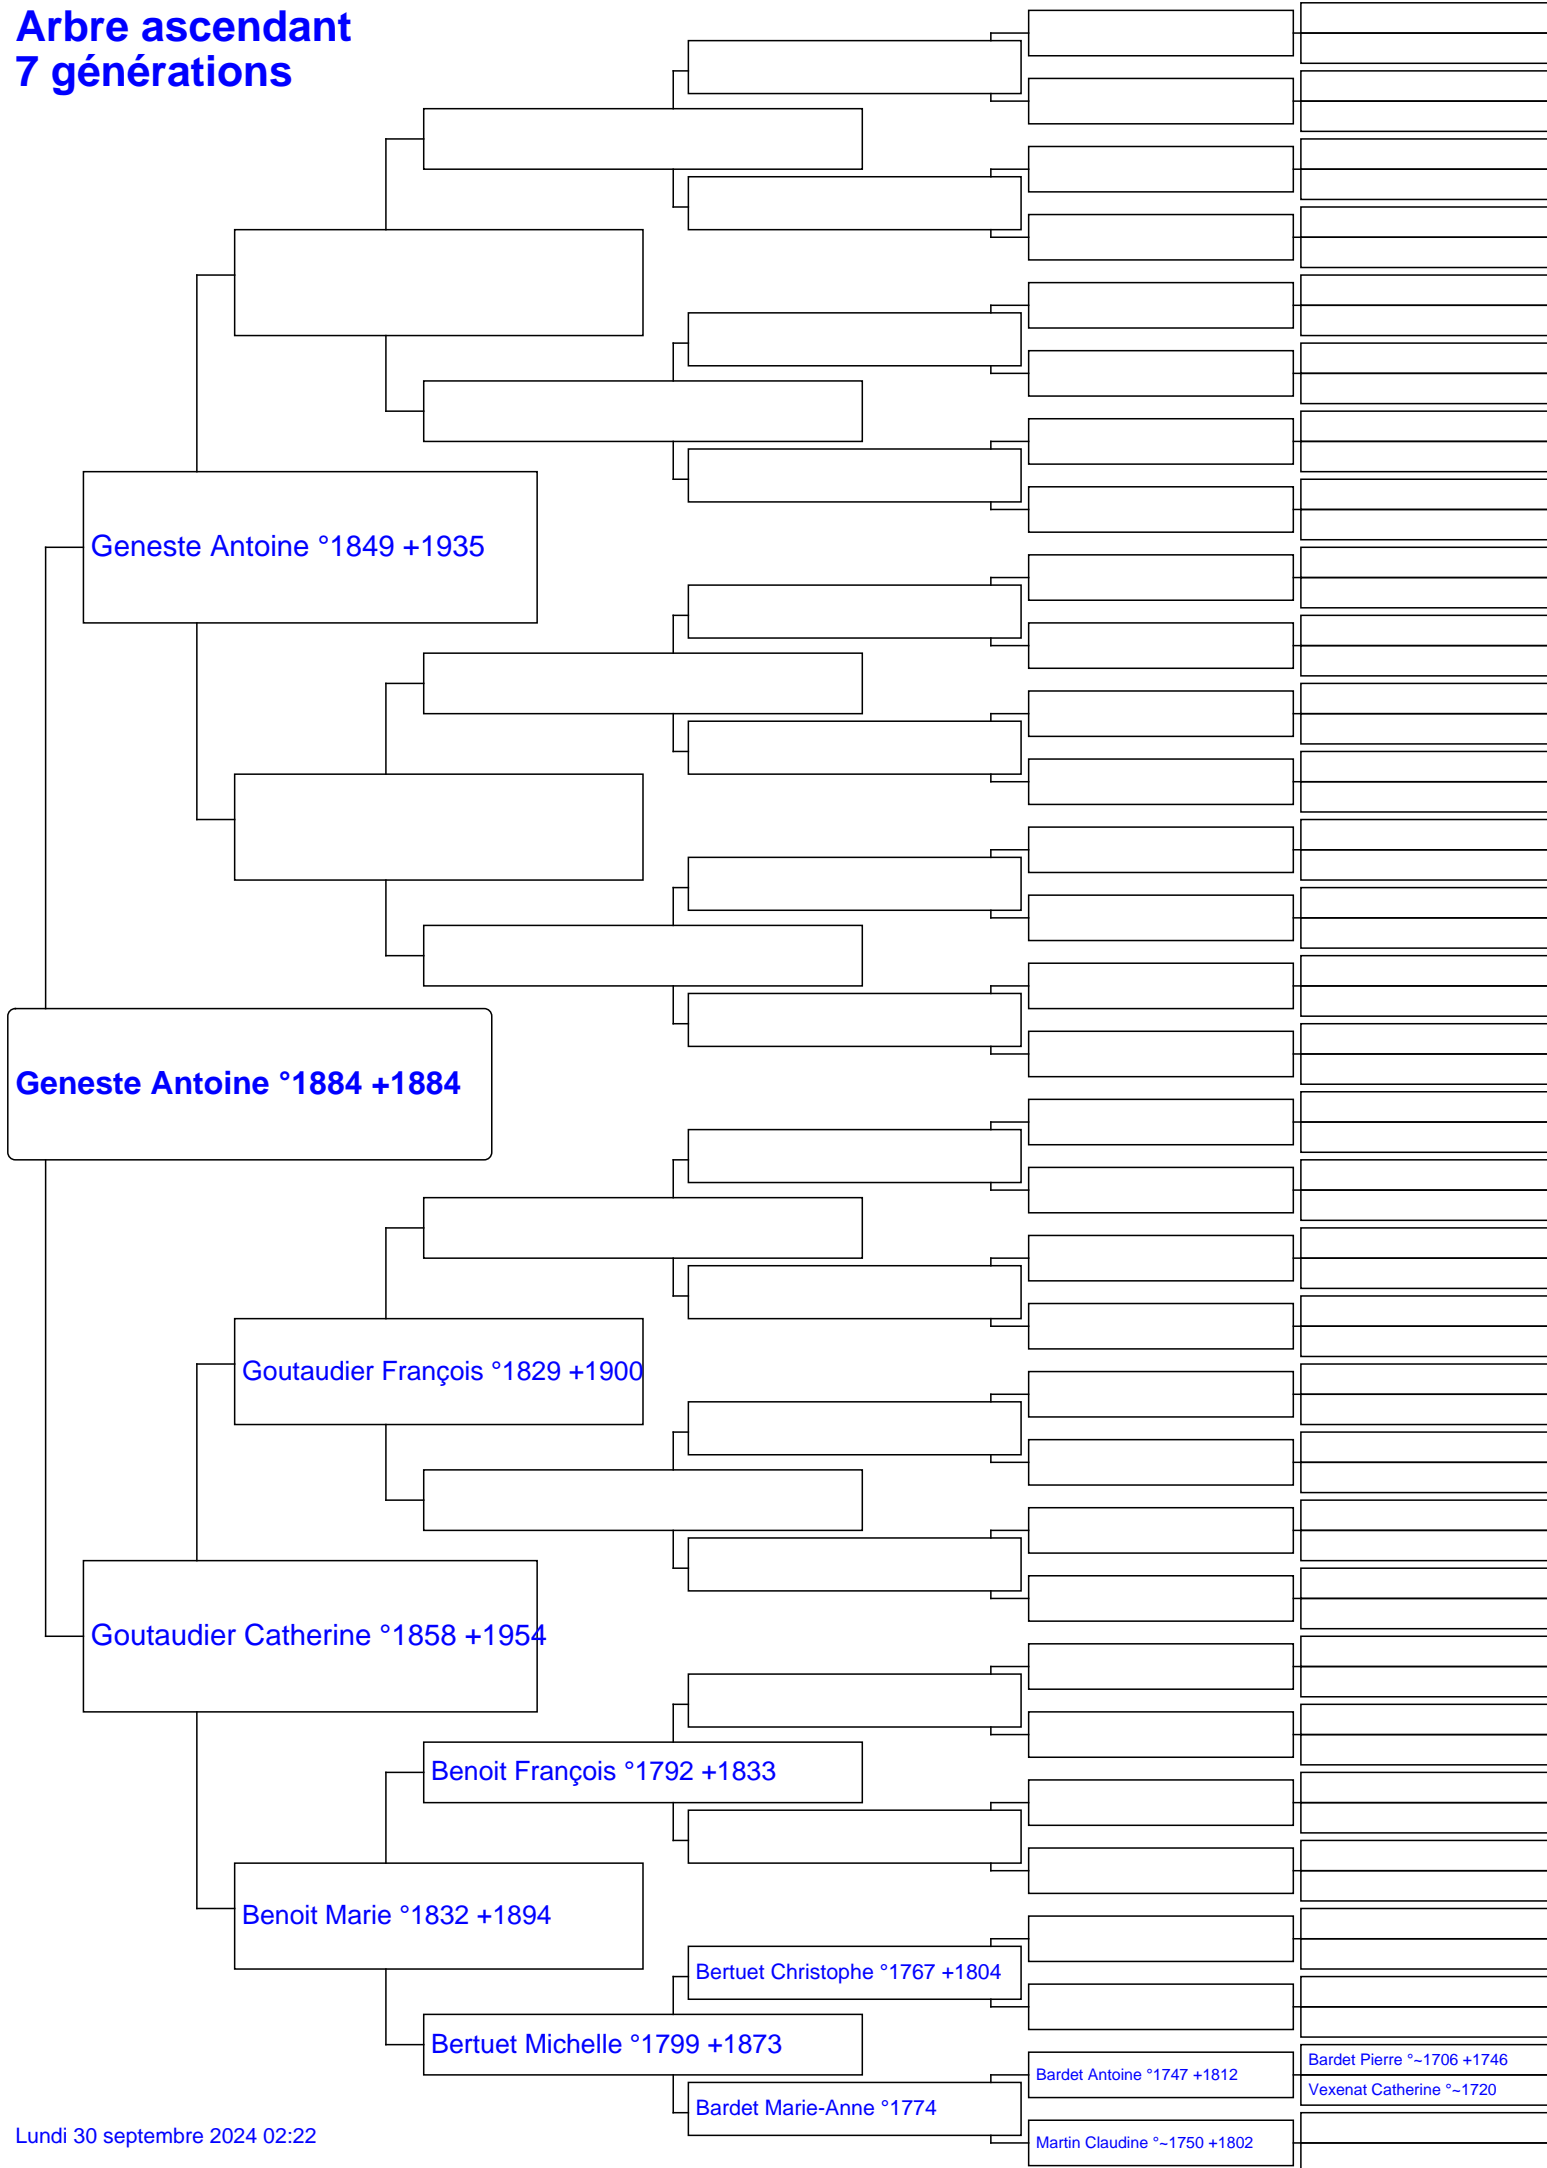 Arbre ascendant
7 générations
Geneste Antoine °1849 +1935
Geneste Antoine °1884 +1884
Goutaudier François °1829 +1900
Goutaudier Catherine °1858 +1954
Benoit François °1792 +1833
Benoit Marie °1832 +1894
Bertuet Christophe °1767 +1804
Bertuet Michelle °1799 +1873
Bardet Pierre °~1706 +1746
Bardet Antoine °1747 +1812
Vexenat Catherine °~1720
Bardet Marie-Anne °1774
Martin Claudine °~1750 +1802
Lundi 30 septembre 2024 02:22